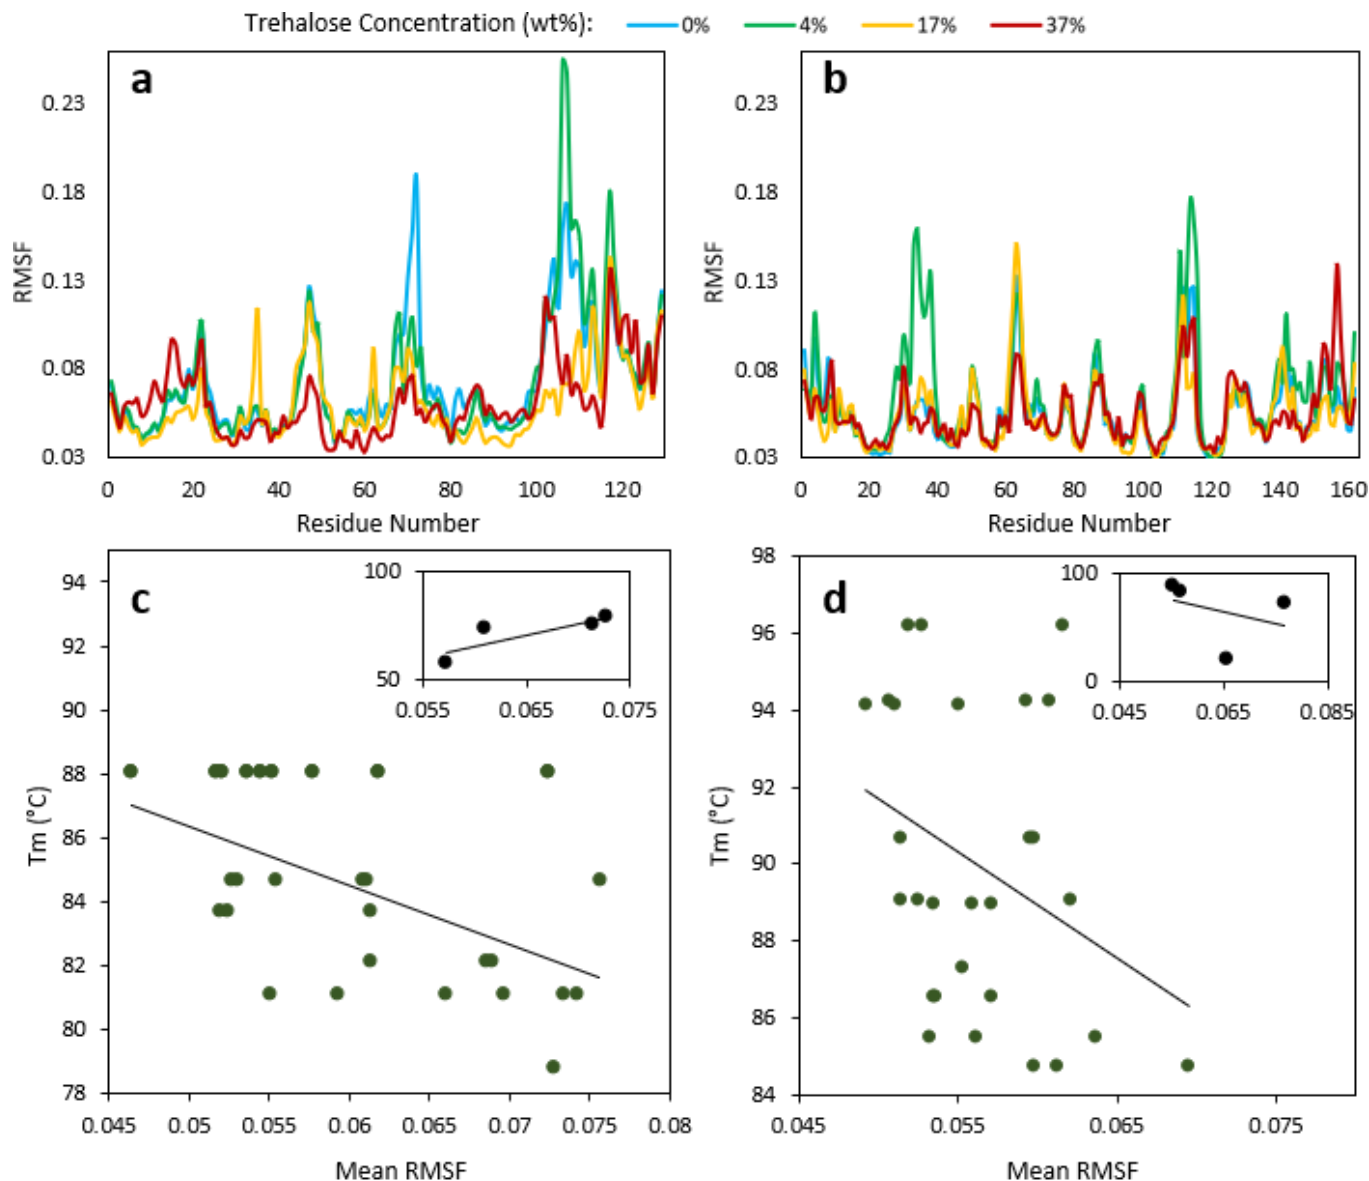 Trehalose Concentration (wt%): 0% 4% 17% 37%
a
b
0.23 0.18 0.13 0.08 0.03
RMSF
0 20 40 60 80 100 120
Residue Number
0.23 0.18 0.13 0.08 0.03
RMSF
0 20 40 60 80 100 120 140 160
Residue Number
c
94 92 90 88 86 84 82 80 78
Tm (°C)
100 50
0.055 0.065 0.075
0.045 0.05 0.055 0.06 0.065 0.07 0.075 0.08
Mean RMSF
d
98 96 94 92 90 88 86 84
Tm (°C)
100 0
0.045 0.065 0.085
0.045 0.055 0.065 0.075
Mean RMSF